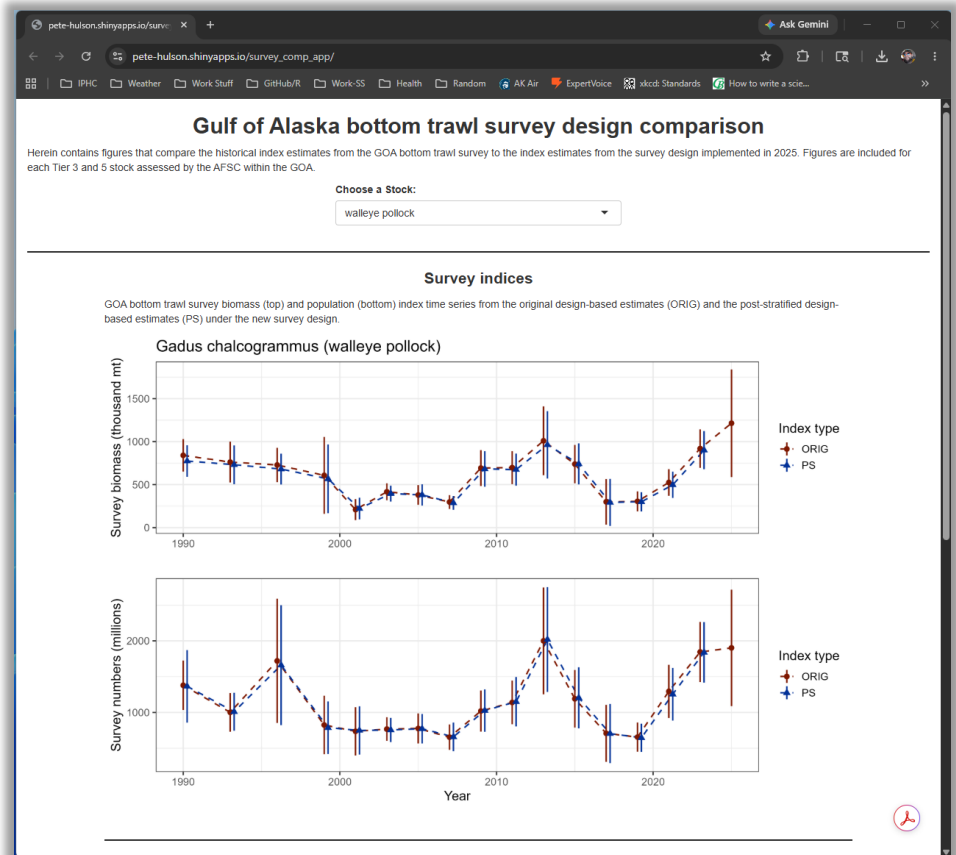 pete-hulson.shinyapps.io/surve
Ask Gemini
pete-hulson.shinyapps.io/survey_comp_app/
IPHC
Weather
Work Stuff
GitHub/R
Work-SS
Health
Random
AK Air
ExpertVoice
xkcd: Standards
How to write a scie...
Gulf of Alaska bottom trawl survey design comparison
Herein contains figures that compare the historical index estimates from the GOA bottom trawl survey to the index estimates from the survey design implemented in 2025. Figures are included for
each Tier 3 and 5 stock assessed by the AFSC within the GOA.
Choose a Stock:
walleye pollock
Survey indices
GOA bottom trawl survey biomass (top) and population (bottom) index time series from the original design-based estimates (ORIG) and the post-stratified design-
based estimates (PS) under the new survey design.
Gadus chalcogrammus (walleye pollock)
Survey biomass (thousand mt)
1500
1000
500
0
1990
2000
2010
2020
Index type
ORIG
PS
Survey numbers (millions)
2000
1000
1990
2000
2010
2020
Year
Index type
ORIG
PS